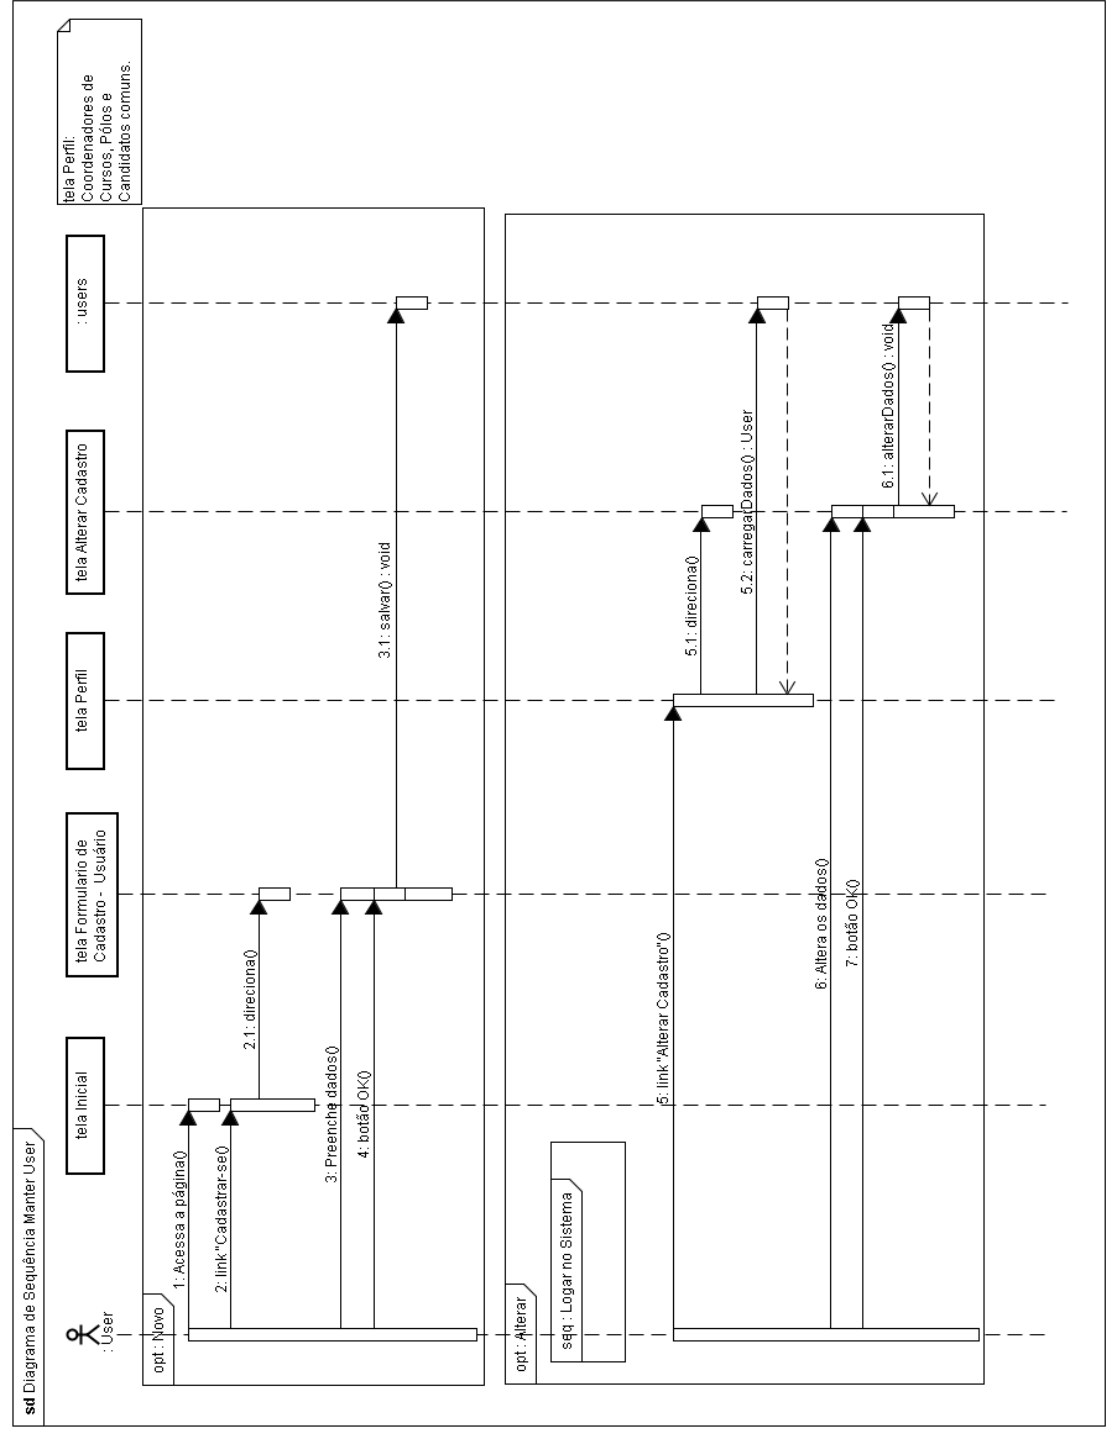 sd Diagrama de Sequência Manter User
: User
tela Inicial
tela Formulario de
Cadastro - Usuário
tela Perfil
tela Alterar Cadastro
: users
tela Perfil:
Coordenadores de
Cursos, Pólos e
Candidatos comuns.
opt : Novo
1: Acessa a página()
2: link"Cadastrar-se()
2.1: direciona()
3: Preenche dados()
4: botão OK()
3.1: salvar() : void
opt : Alterar
seq : Logar no Sistema
5: link"Alterar Cadastro"()
5.1: direciona()
5.2: carregarDados() : User
6: Altera os dados()
7: botão OK()
6.1: alterarDados() : void